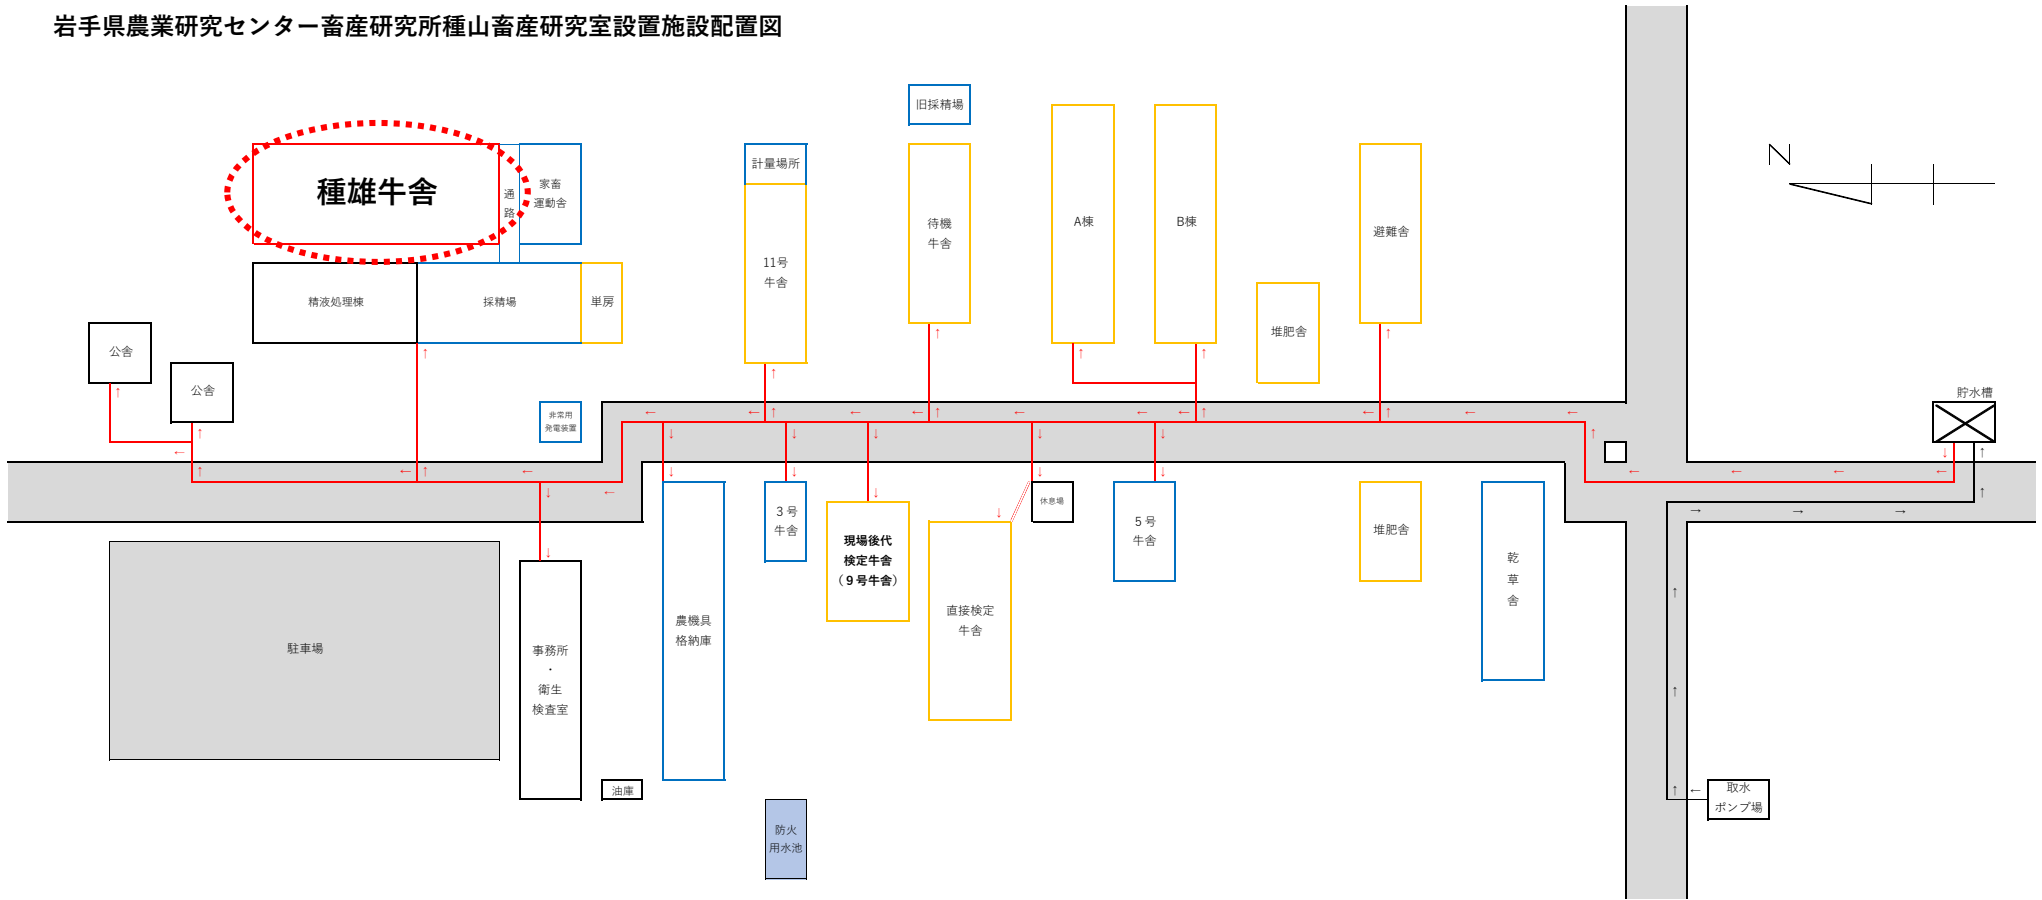 岩手県農業研究センター畜産研究所種山畜産研究室設置施設配置図
旧採精場
種雄牛舎
通
路
家畜
運動舎
計量場所
11号
牛舎
待機
牛舎
A棟
B棟
避難舎
N
精液処理棟
採精場
単房
堆肥舎
公舎
公舎
非常用
発電装置
貯水槽
3号
牛舎
現場後代
検定牛舎
（9号牛舎）
休息場
5号
牛舎
堆肥舎
乾
草
舎
直接検定
牛舎
農機具
格納庫
駐車場
事務所
・
衛生
検査室
油庫
防火
用水池
取水
ポンプ場